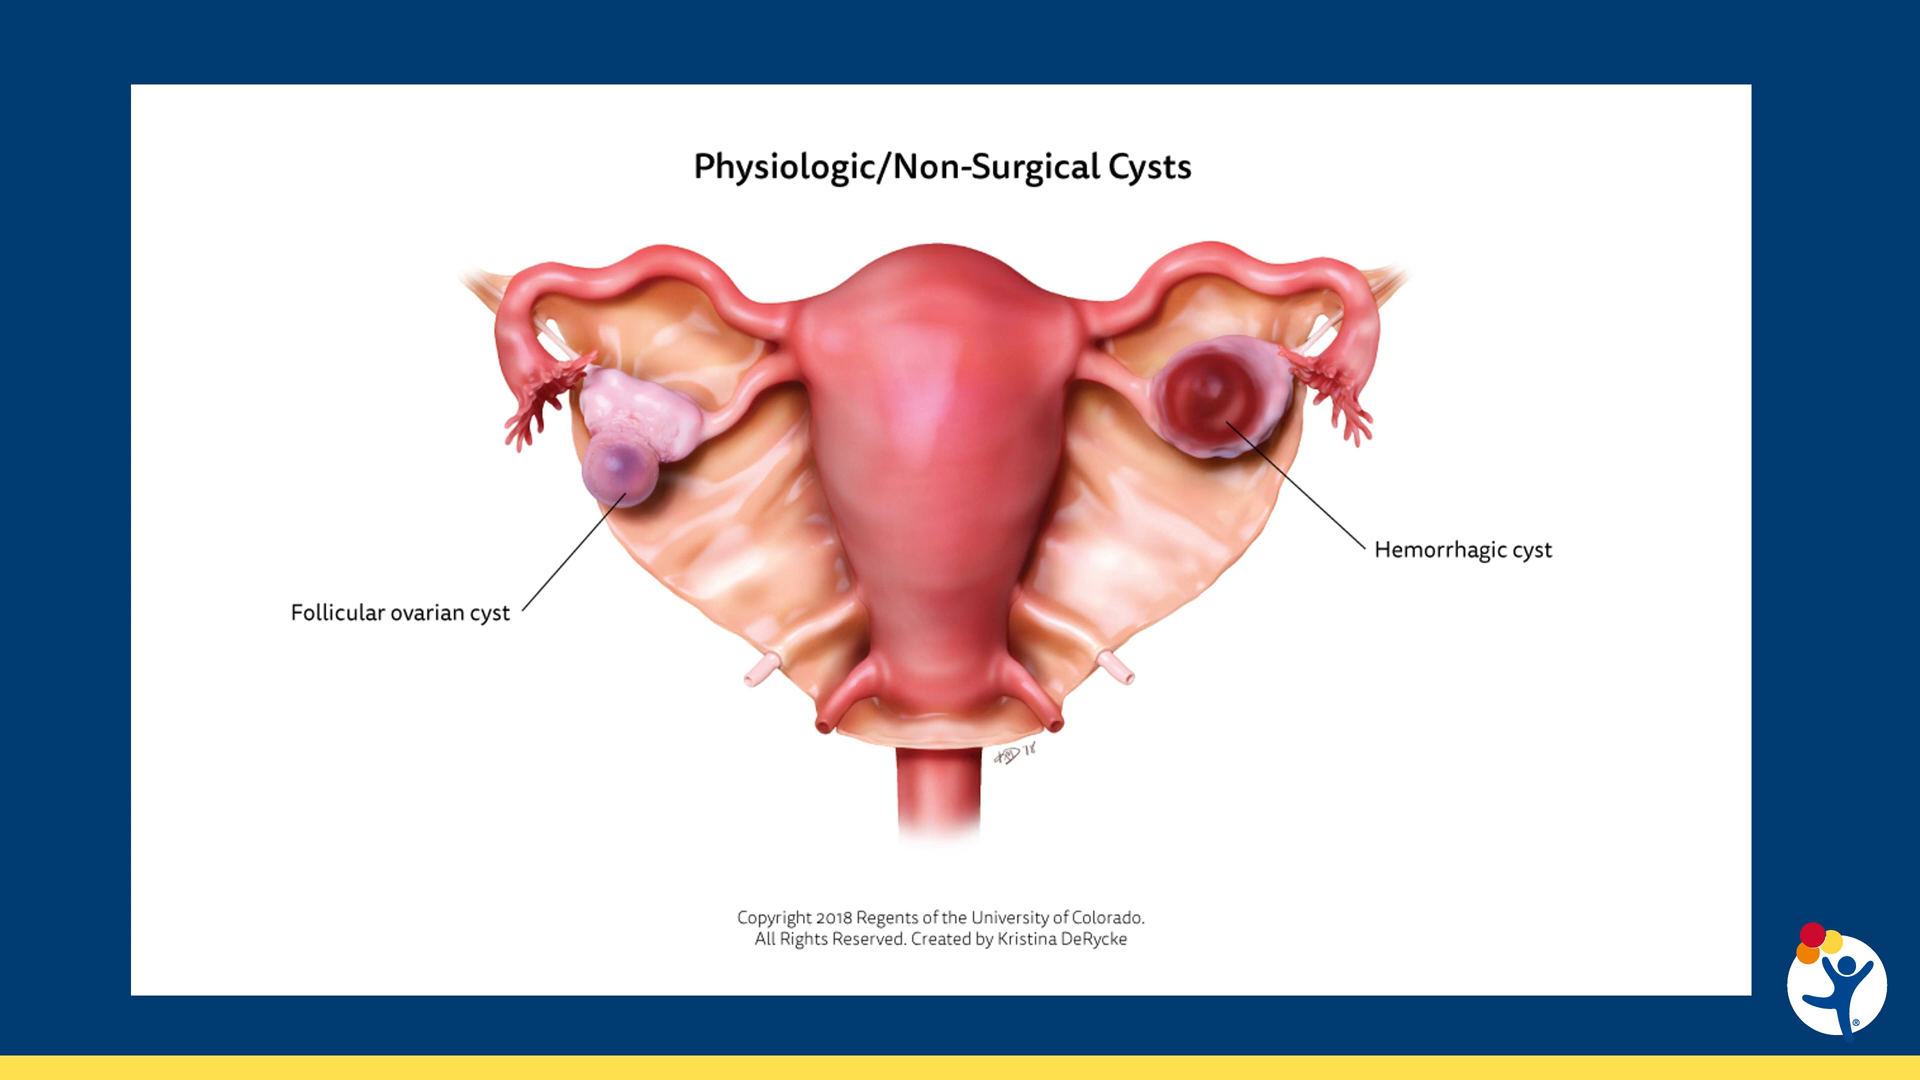 Physiologic/Non-Surgical Cysts
Hemorrhagic cyst
Follicular ovarian cyst
Copyright 2018 Regents of the University of Colorado.
All Rights Reserved. Created by Kristina DeRycke
®